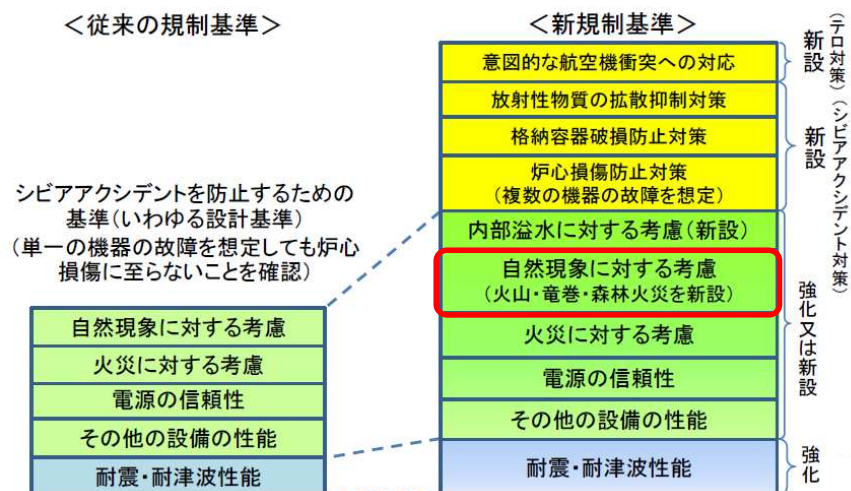 ＜従来の規制基準＞
シビアアクシデントを防止するための
基準（いわゆる設計基準）
（単一の機器の故障を想定しても炉心
損傷に至らないことを確認）
自然現象に対する考慮
火災に対する考慮
電源の信頼性
その他の設備の性能
耐震・耐津波性能
＜新規制基準＞
意図的な航空機衝突への対応
放射性物質の拡散抑制対策
格納容器破損防止対策
炉心損傷防止対策
（複数の機器の故障を想定）
内部溢水に対する考慮（新設）
自然現象に対する考慮
（火山・竜巻・森林火災を新設）
火災に対する考慮
電源の信頼性
その他の設備の性能
耐震・耐津波性能
新設
（テロ対策）
新設
（シビアアクシデント対策）
強化又は新設
強化